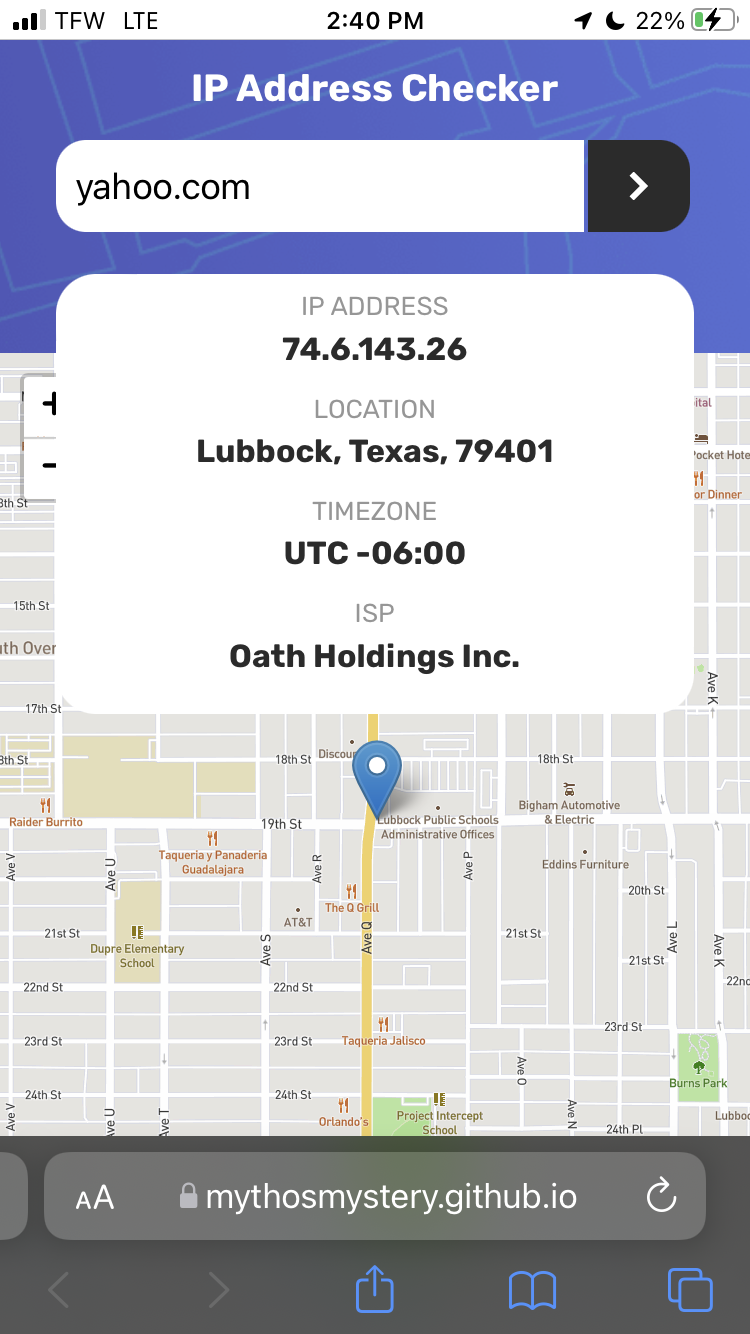 TFW LTE 2:40 PM 22%
IP Address Checker
yahoo.com
IP ADDRESS
74.6.143.26
LOCATION
Lubbock, Texas, 79401
TIMEZONE
UTC -06:00
ISP
Oath Holdings Inc.
+
−
ital
Pocket Hote
or Dinner
8th St
15th St
uth Over
Ave K
17th St
8th St
18th St
Discou
18th St
Raider Burrito
19th St
Lubbock Public Schools
Administrative Offices
Bigham Automotive
& Electric
Taqueria y Panaderia
Guadalajara
Eddins Furniture
Ave V
Ave U
Ave R
Ave P
20th St
The Q Grill
AT&T
21st St
Dupre Elementary
School
Ave S
Ave Q
21st St
Ave L
Ave K
21st St
22nd St
22nd St
22nd
23rd St
23rd St
Taqueria Jalisco
23rd St
Ave O
Burns Park
24th St
24th St
Orlando's
Project Intercept
School
Ave V
Ave U
Ave T
Ave N
24th Pl
Lubboc
AA mythosmystery.github.io